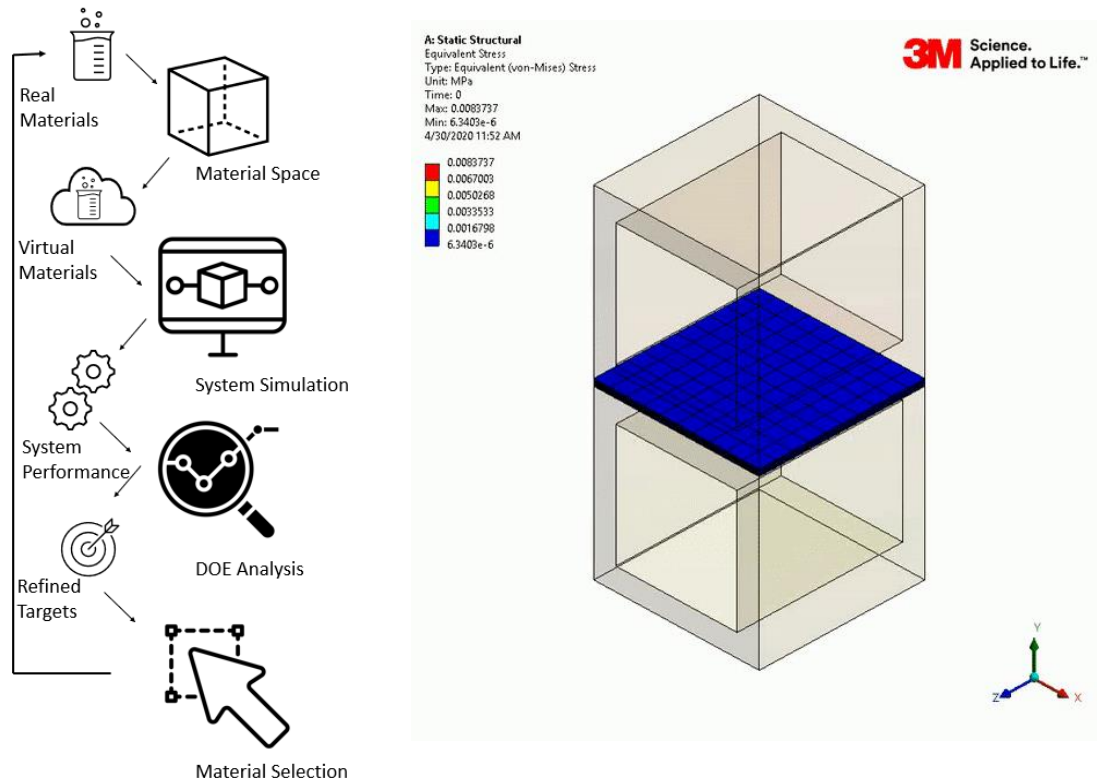 Real
Materials
Material Space
Virtual
Materials
System Simulation
System
Performance
DOE Analysis
Refined
Targets
Material Selection
A: Static Structural
Equivalent Stress
Type: Equivalent (von-Mises) Stress
Unit: MPa
Time: 0
Max: 0.0083737
Min: 6.3403e-6
4/30/2020 11:52 AM
0.0083737
0.0067003
0.0050268
0.0033533
0.0016798
6.3403e-6
3M Science.
Applied to Life.™
Y
Z
X